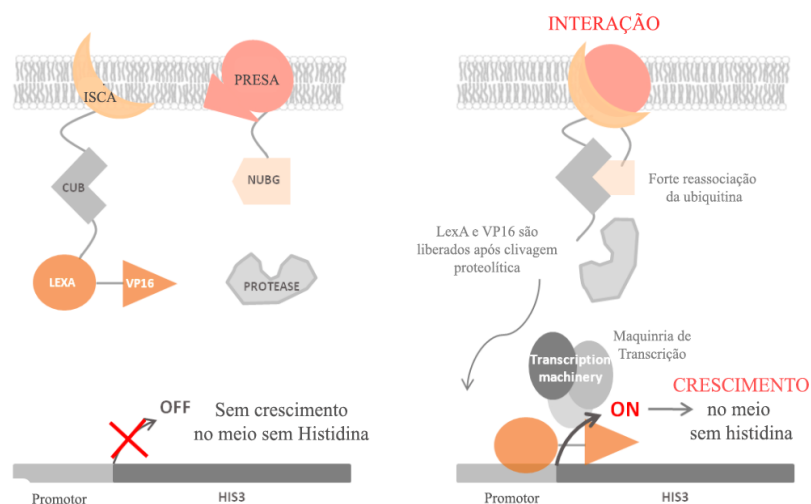 ISCA
PRESA
CUB
NUBG
LEXA
VP16
PROTEASE
OFF
Sem crescimento
no meio sem Histidina
Promotor
HIS3
INTERAÇÃO
Forte reassociação
da ubiquitina
LexA e VP16 são
liberados após clivagem
proteolítica
Maquinria de
Transcrição
Transcription
machinery
ON
CRESCIMENTO
no meio
sem histidina
Promotor
HIS3